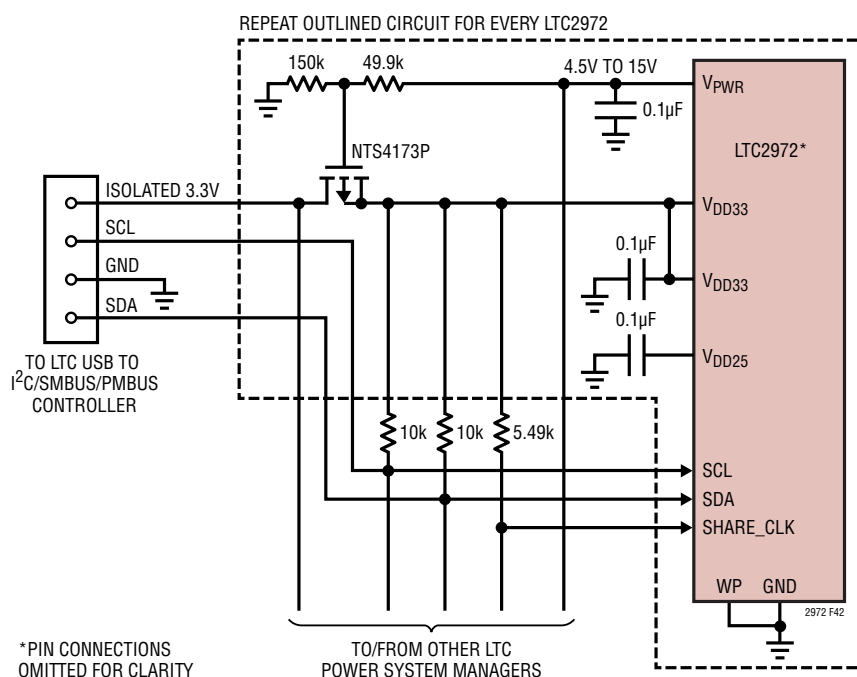 REPEAT OUTLINED CIRCUIT FOR EVERY LTC2972
150k
49.9k
4.5V TO 15V
VPWR
0.1µF
LTC2972*
NTS4173P
ISOLATED 3.3V
VDD33
SCL
0.1µF
GND
VDD33
SDA
0.1µF
VDD25
TO LTC USB TO
I2C/SMBUS/PMBUS
CONTROLLER
10k
10k
5.49k
SCL
SDA
SHARE_CLK
WP
GND
2972 F42
*PIN CONNECTIONS
OMITTED FOR CLARITY
TO/FROM OTHER LTC
POWER SYSTEM MANAGERS